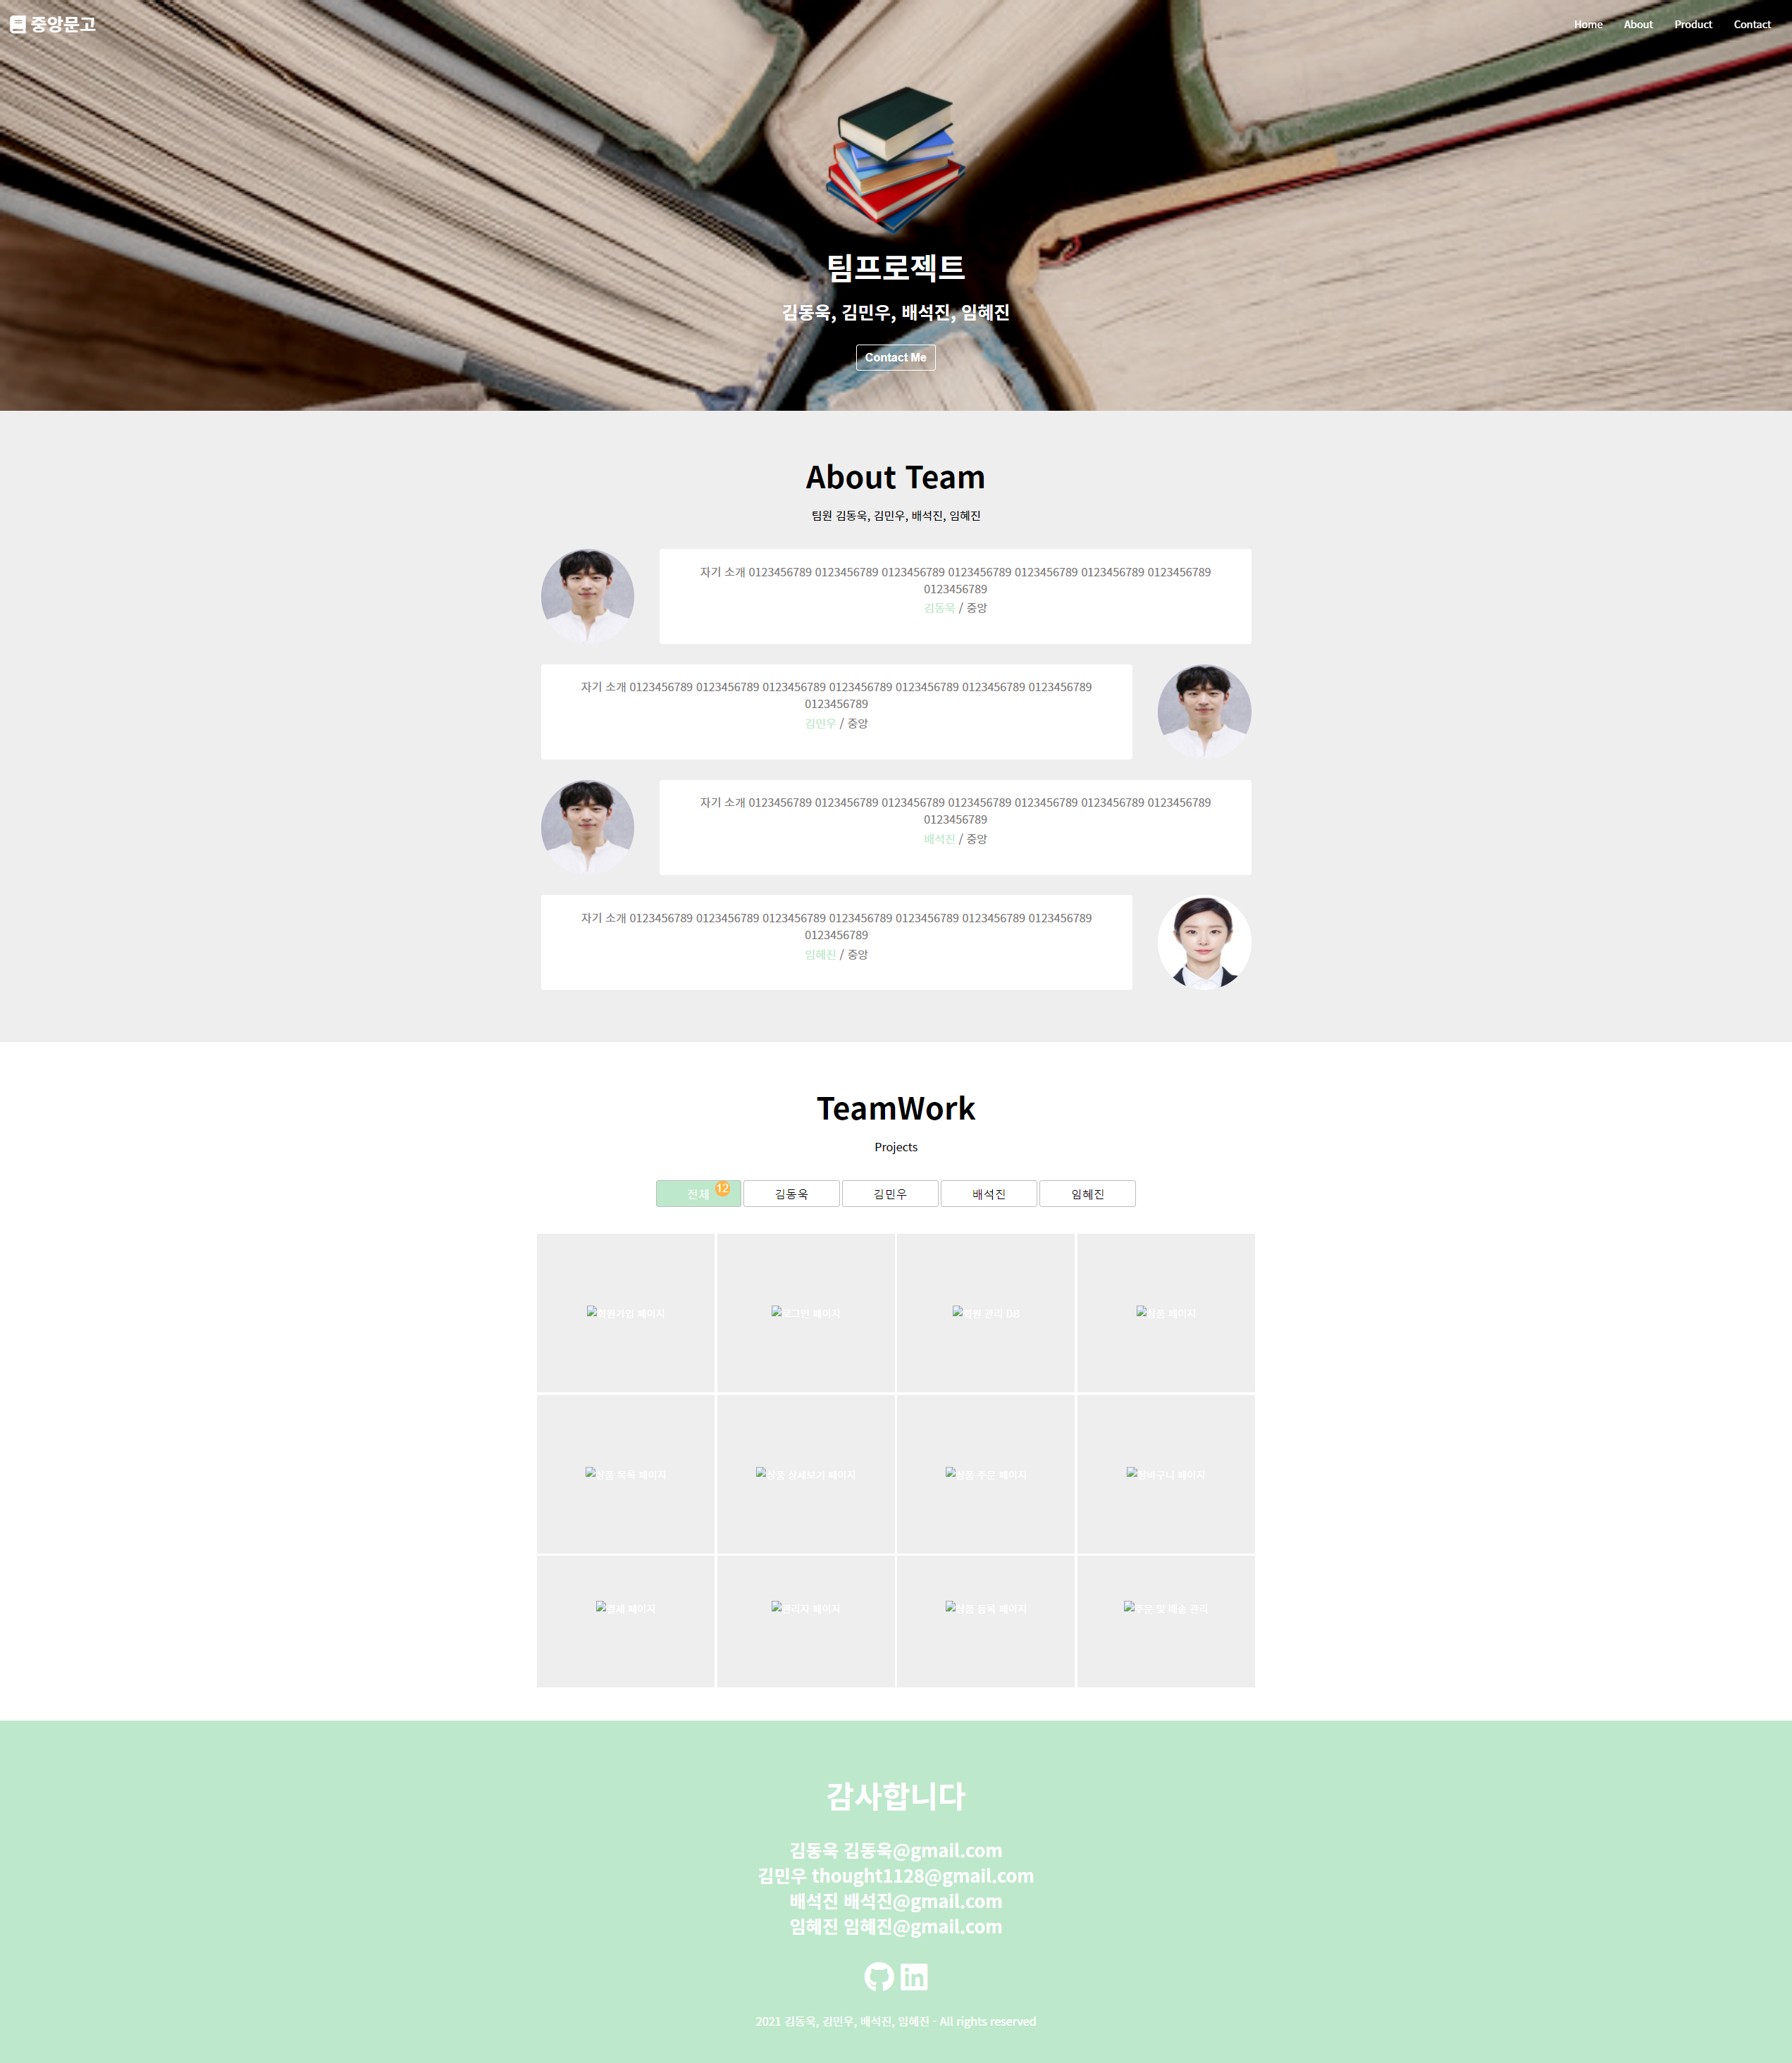 중앙문고
Home About Product Contact
팀프로젝트
김동욱, 김민우, 배석진, 임혜진
Contact Me
About Team
팀원 김동욱, 김민우, 배석진, 임혜진
자기 소개 0123456789 0123456789 0123456789 0123456789 0123456789 0123456789 0123456789
0123456789
김동욱 / 중앙
자기 소개 0123456789 0123456789 0123456789 0123456789 0123456789 0123456789 0123456789
0123456789
김민우 / 중앙
자기 소개 0123456789 0123456789 0123456789 0123456789 0123456789 0123456789 0123456789
0123456789
배석진 / 중앙
자기 소개 0123456789 0123456789 0123456789 0123456789 0123456789 0123456789 0123456789
0123456789
임혜진 / 중앙
TeamWork
Projects
전체 12 김동욱 김민우 배석진 임혜진
회원가입 페이지 로그인 페이지 회원 관리 DB 상품 페이지
상품 목록 페이지 상품 상세보기 페이지 상품 주문 페이지 장바구니 페이지
결제 페이지 관리자 페이지 상품 등록 페이지 주문 및 배송 관리
감사합니다
김동욱 김동욱@gmail.com
김민우 thought1128@gmail.com
배석진 배석진@gmail.com
임혜진 임혜진@gmail.com
2021 김동욱, 김민우, 배석진, 임혜진 - All rights reserved